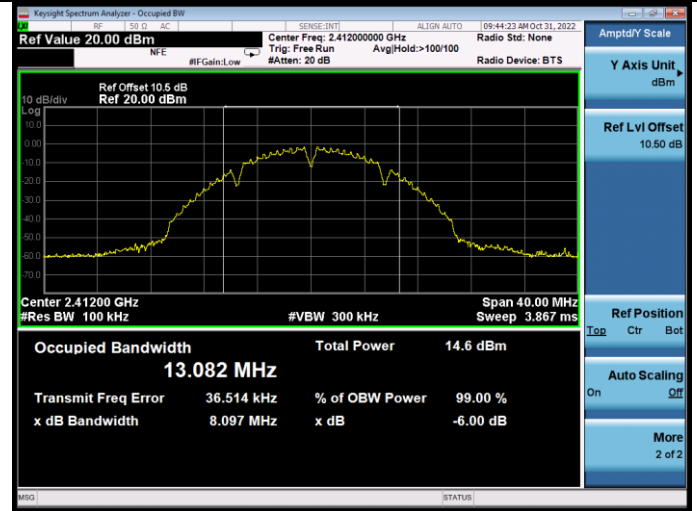 Keysight Spectrum Analyzer - Occupied BW
RF 50 Ω AC SENSE:INT ALIGN AUTO 09:44:23 AM Oct 31, 2022
Ref Value 20.00 dBm Center Freq: 2.412000000 GHz Radio Std: None
NFE Trig: Free Run Avg|Hold:>100/100
#IFGain:Low #Atten: 20 dB Radio Device: BTS
Ref Offset 10.5 dB
10 dB/div Ref 20.00 dBm
Log
10.0
0.00
-10.0
-20.0
-30.0
-40.0
-50.0
-60.0
-70.0
Center 2.41200 GHz Span 40.00 MHz
#Res BW 100 kHz #VBW 300 kHz Sweep 3.867 ms
Occupied Bandwidth Total Power 14.6 dBm
13.082 MHz
Transmit Freq Error 36.514 kHz % of OBW Power 99.00 %
x dB Bandwidth 8.097 MHz x dB -6.00 dB
MSG STATUS
Amptd/Y Scale
Y Axis Unit
dBm
Ref Lvl Offset
10.50 dB
Ref Position
Top Ctr Bot
Auto Scaling
On Off
More
2 of 2